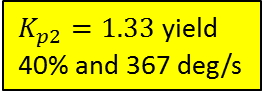 K_{p2} = 1.33 yield
40% and 367 deg/s